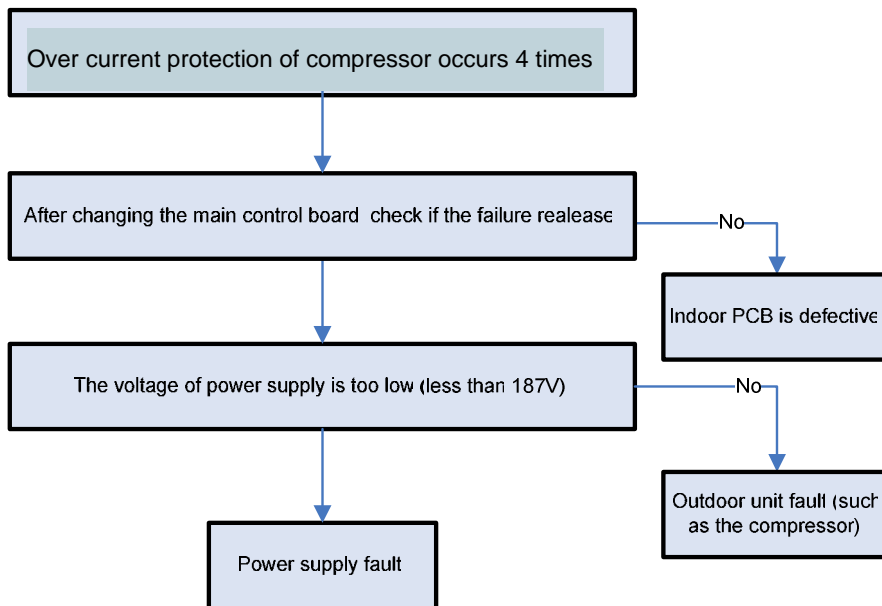 Over current protection of compressor occurs 4 times
After changing the main control board check if the failure realease
No
Indoor PCB is defective
The voltage of power supply is too low (less than 187V)
No
Outdoor unit fault (such
as the compressor)
Power supply fault